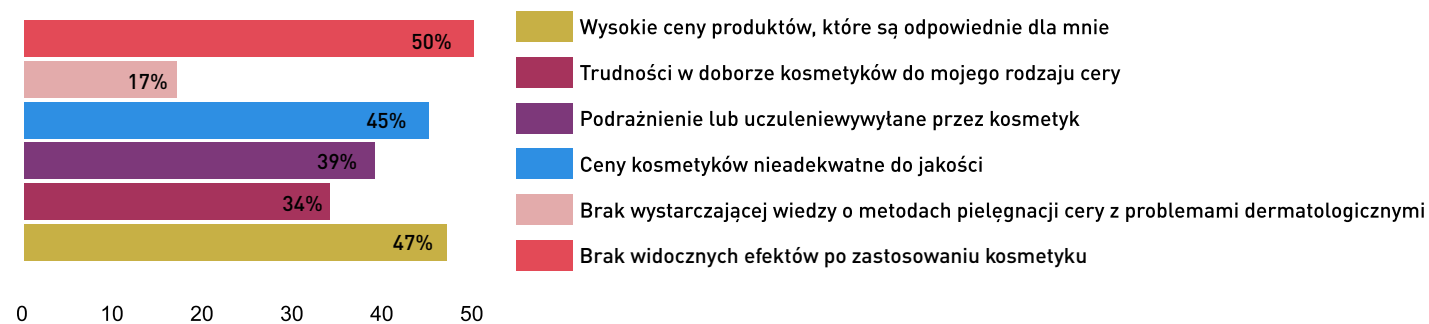 50%
17%
45%
39%
34%
47%
0 10 20 30 40 50
Wysokie ceny produktów, które są odpowiednie dla mnie
Trudności w doborze kosmetyków do mojego rodzaju cery
Podrażnienie lub uczuleniewywyłane przez kosmetyk
Ceny kosmetyków nieadekwatne do jakości
Brak wystarczającej wiedzy o metodach pielęgnacji cery z problemami dermatologicznymi
Brak widocznych efektów po zastosowaniu kosmetyku